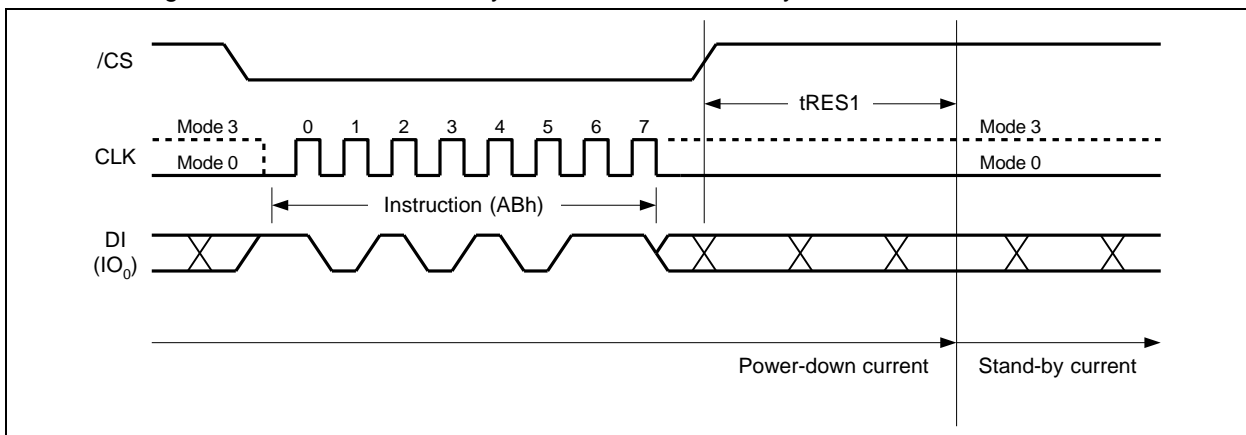 /CS
tRES1
Mode 3 0 1 2 3 4 5 6 7 Mode 3
CLK
Mode 0 Mode 0
Instruction (ABh)
DI
(IO0)
Power-down current Stand-by current